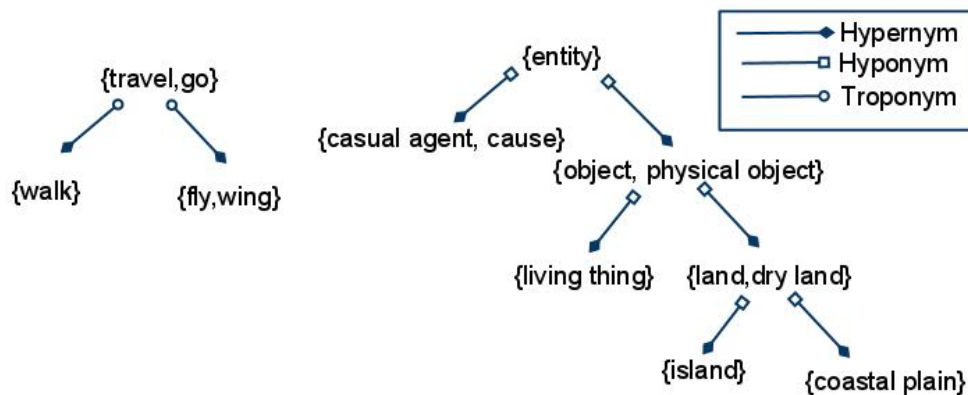 Hypernym
Hyponym
Troponym
{travel,go}
{walk}
{fly,wing}
{entity}
{casual agent, cause}
{object, physical object}
{living thing}
{land,dry land}
{island}
{coastal plain}